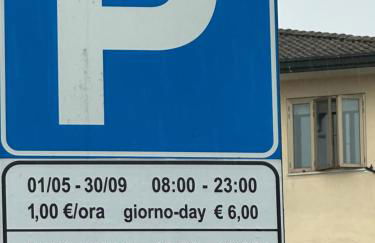 P
01/05 - 30/09 08:00 - 23:00
1,00 €/ora giorno-day € 6,00